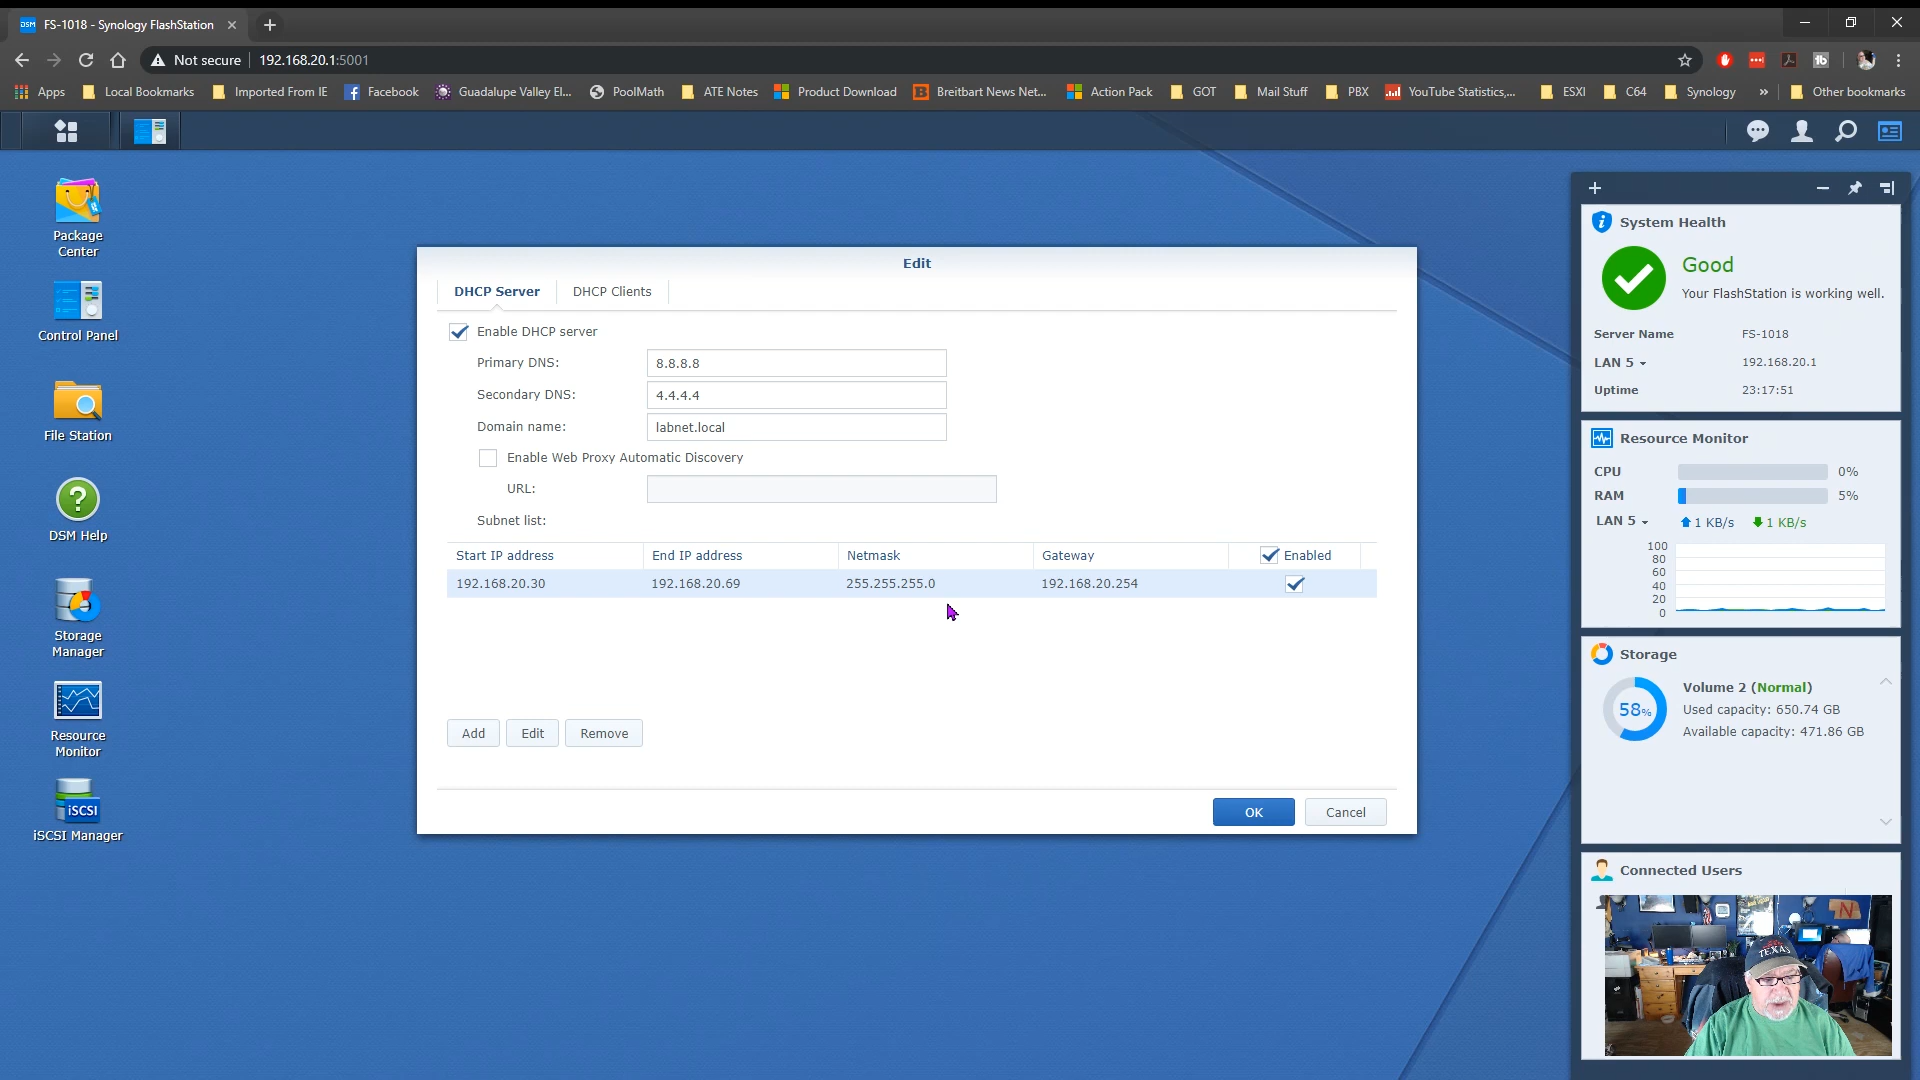 FS-1018 - Synology FlashStation
Not secure
192.168.20.1:5001
Apps
Local Bookmarks
Imported From IE
Facebook
Guadalupe Valley El...
PoolMath
ATE Notes
Product Download
Breitbart News Net...
Action Pack
GOT
Mail Stuff
PBX
YouTube Statistics,...
ESXI
C64
Synology
»
Other bookmarks
Package
Center
Control Panel
File Station
DSM Help
Storage
Manager
Resource
Monitor
iSCSI
iSCSI Manager
Edit
DHCP Server
DHCP Clients
Enable DHCP server
Primary DNS:
8.8.8.8
Secondary DNS:
4.4.4.4
Domain name:
labnet.local
Enable Web Proxy Automatic Discovery
URL:
Subnet list:
Start IP address
End IP address
Netmask
Gateway
Enabled
192.168.20.30
192.168.20.69
255.255.255.0
192.168.20.254
Add
Edit
Remove
OK
Cancel
System Health
Good
Your FlashStation is working well.
Server Name
FS-1018
LAN 5
192.168.20.1
Uptime
23:17:51
Resource Monitor
CPU
0%
RAM
5%
LAN 5
1 KB/s
1 KB/s
100
80
60
40
20
0
Storage
58%
Volume 2 (Normal)
Used capacity: 650.74 GB
Available capacity: 471.86 GB
Connected Users
N
TEXAS